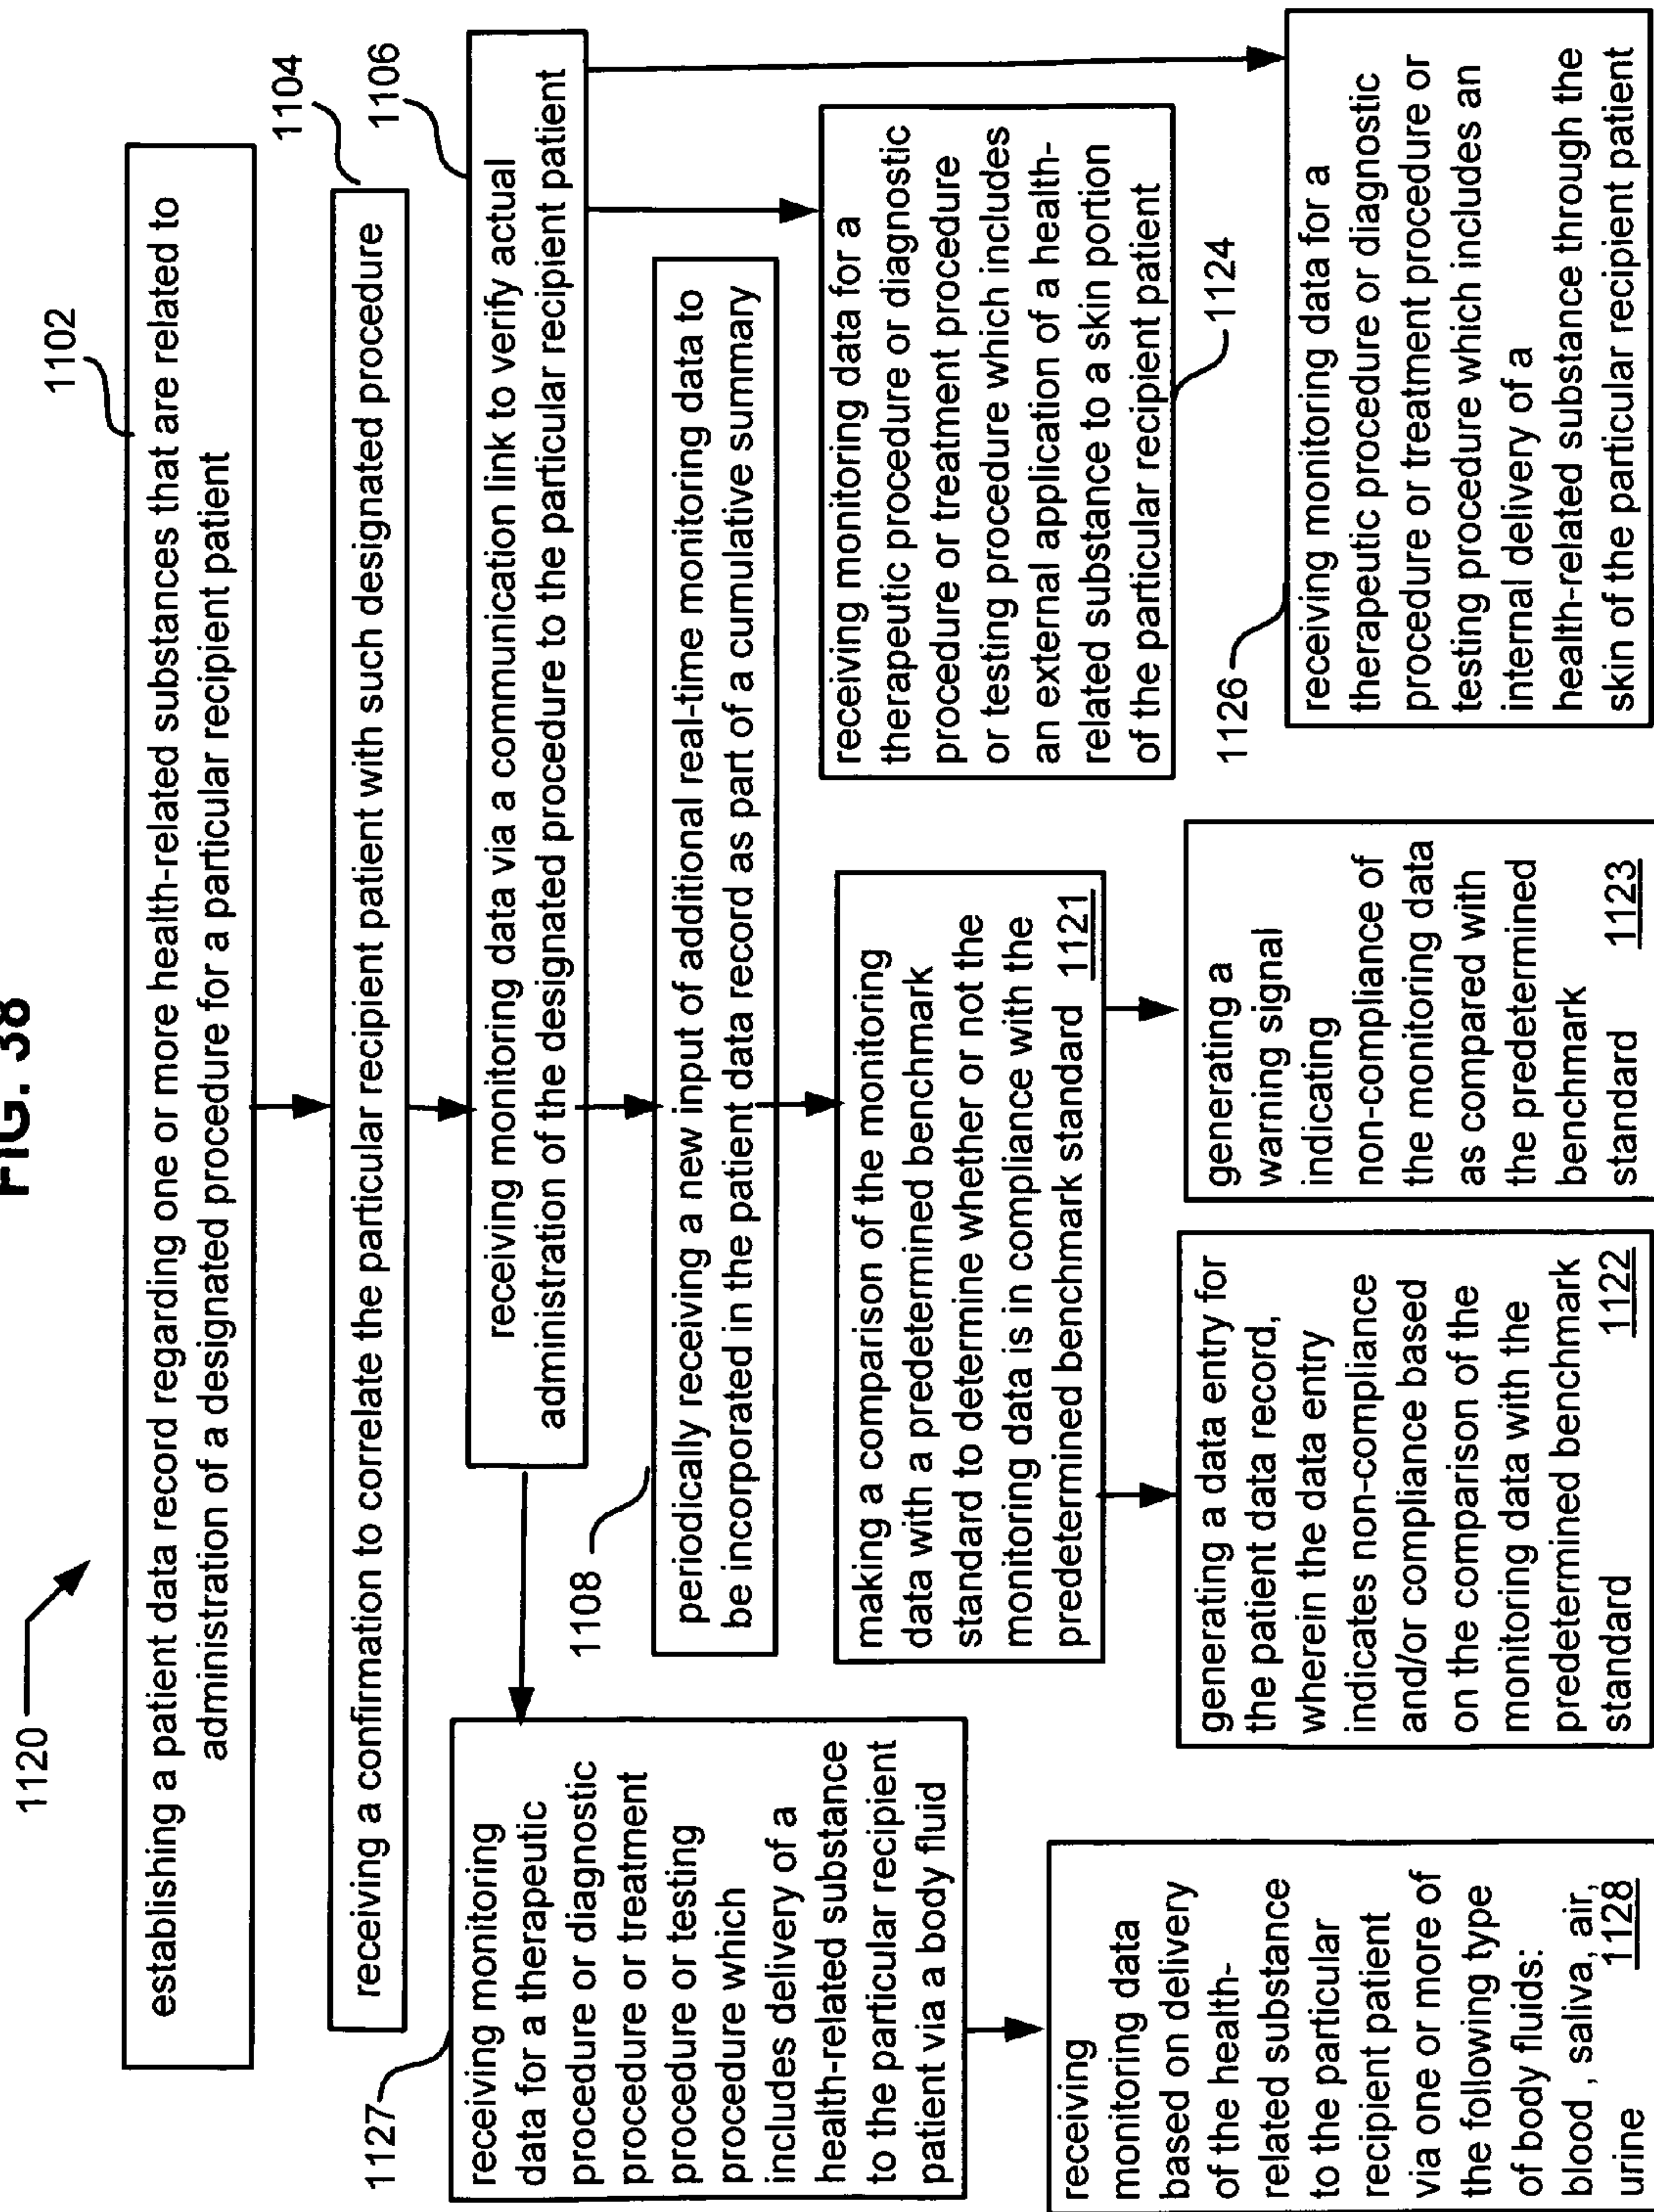 FIG. 38
1120
1102
establishing a patient data record regarding one or more health-related substances that are related to
administration of a designated procedure for a particular recipient patient
1104
receiving a confirmation to correlate the particular recipient patient with such designated procedure
1106
receiving monitoring data via a communication link to verify actual
administration of the designated procedure to the particular recipient patient
1108
periodically receiving a new input of additional real-time monitoring data to
be incorporated in the patient data record as part of a cumulative summary
1127
receiving monitoring
data for a therapeutic
procedure or diagnostic
procedure or treatment
procedure or testing
procedure which
includes delivery of a
health-related substance
to the particular recipient
patient via a body fluid
making a comparison of the monitoring
data with a predetermined benchmark
standard to determine whether or not the
monitoring data is in compliance with the
predetermined benchmark standard 1121
receiving monitoring data for a
therapeutic procedure or diagnostic
procedure or treatment procedure
or testing procedure which includes
an external application of a health-
related substance to a skin portion
of the particular recipient patient
1124
receiving
monitoring data
based on delivery
of the health-
related substance
to the particular
recipient patient
via one or more of
the following type
of body fluids:
blood , saliva, air,
urine 1128
generating a data entry for
the patient data record,
wherein the data entry
indicates non-compliance
and/or compliance based
on the comparison of the
monitoring data with the
predetermined benchmark
standard 1122
generating a
warning signal
indicating
non-compliance of
the monitoring data
as compared with
the predetermined
benchmark
standard 1123
1126
receiving monitoring data for a
therapeutic procedure or diagnostic
procedure or treatment procedure or
testing procedure which includes an
internal delivery of a
health-related substance through the
skin of the particular recipient patient